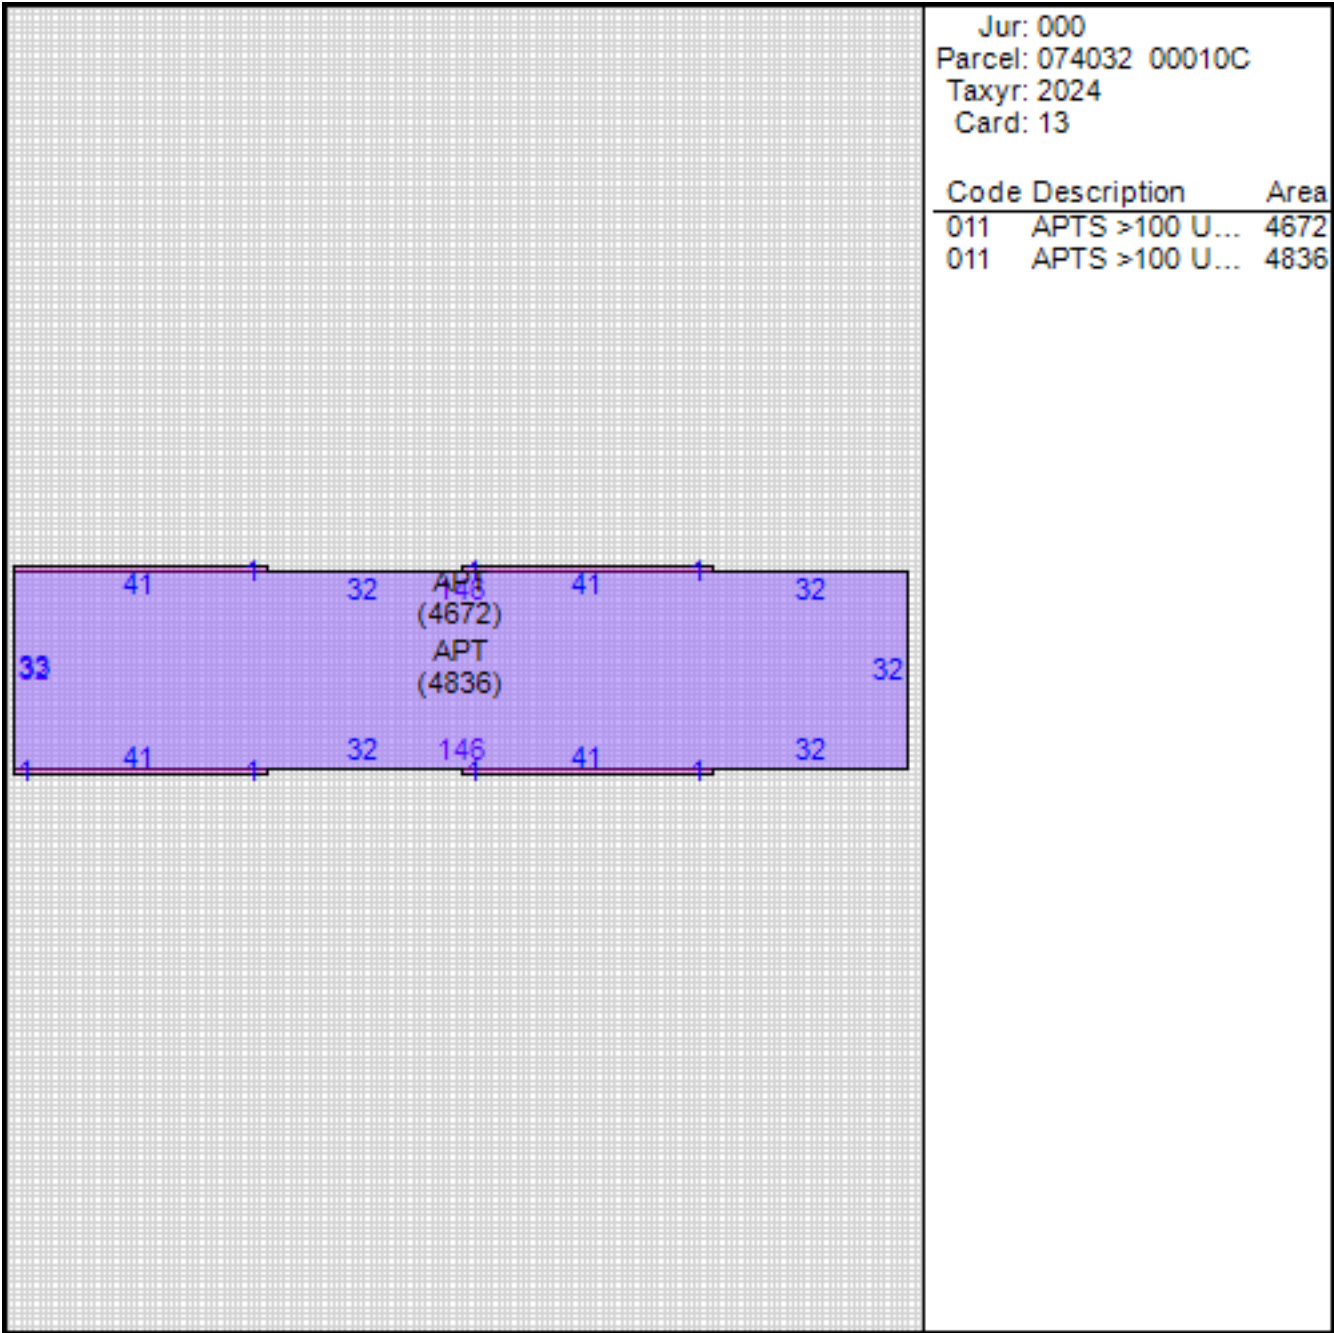 Jur: 000
Parcel: 074032 00010C
Taxyr: 2024
Card: 13
Code Description Area
011 APTS >100 U... 4672
011 APTS >100 U... 4836
1 1 1
41 32 APT 146 41 32
(4672)
APT
33 32
(4836)
41 32 146 41 32
1 1 1 1